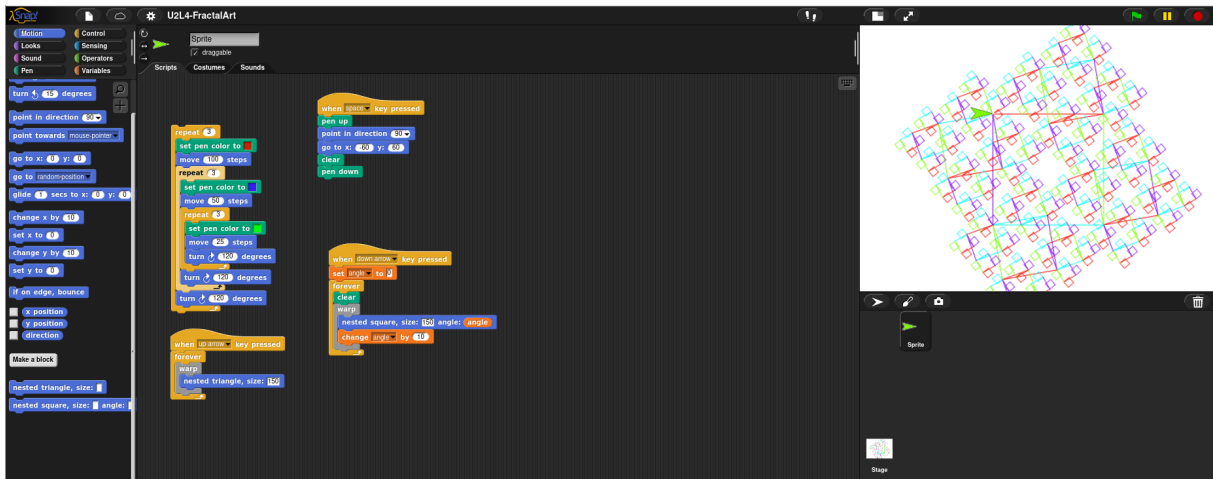 Snap!
U2L4-FractalArt
Motion
Control
Looks
Sensing
Sound
Operators
Pen
Variables
turn 15 degrees
point in direction 90
point towards mouse-pointer
go to x: 0 y: 0
go to random-position
glide 1 secs to x: 0 y: 0
change x by 10
set x to 0
change y by 10
set y to 0
if on edge, bounce
x position
y position
direction
Make a block
nested triangle, size:
nested square, size: angle:
Sprite
draggable
Scripts
Costumes
Sounds
repeat 3
set pen color to
move 100 steps
repeat 3
set pen color to
move 50 steps
repeat 3
set pen color to
move 25 steps
turn 120 degrees
turn 120 degrees
turn 120 degrees
when up arrow key pressed
forever
warp
nested triangle, size: 150
when space key pressed
pen up
point in direction 90
go to x: -60 y: 60
clear
pen down
when down arrow key pressed
set angle to 0
forever
clear
warp
nested square, size: 150 angle: angle
change angle by 10
Sprite
Stage